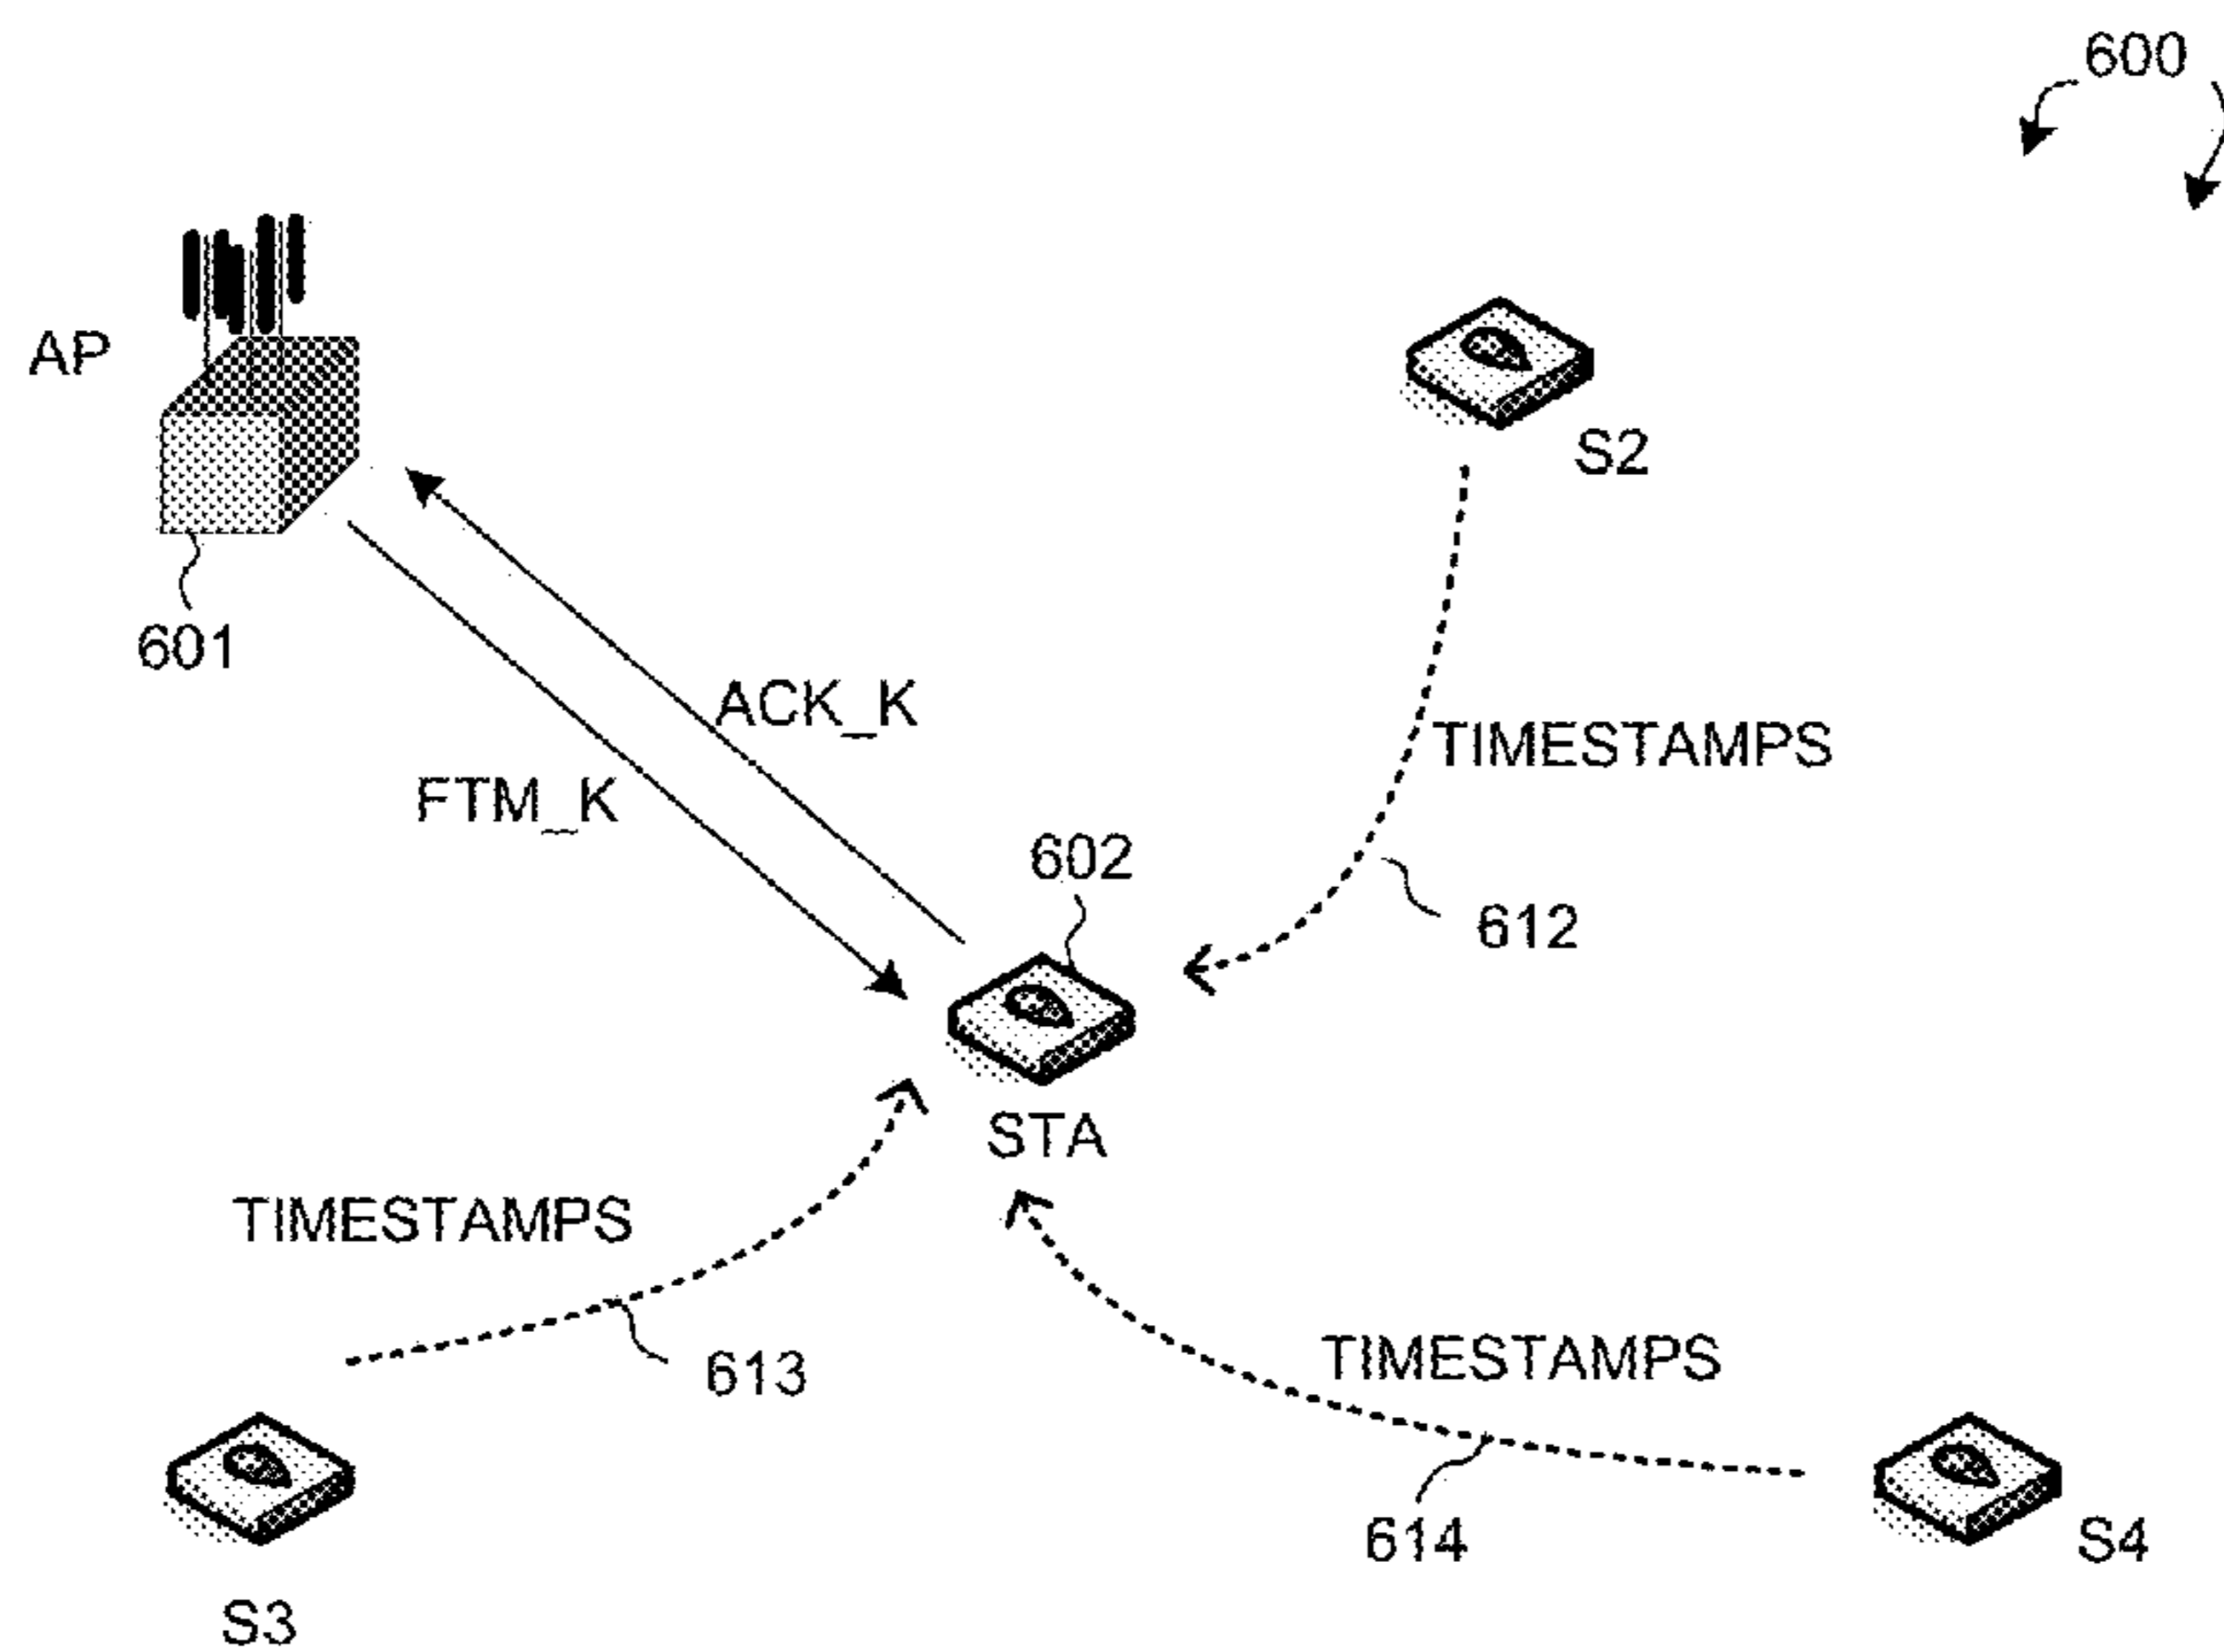 600
AP
S2
601
ACK_K
TIMESTAMPS
FTM_K
602
612
STA
TIMESTAMPS
TIMESTAMPS
613
614
S4
S3